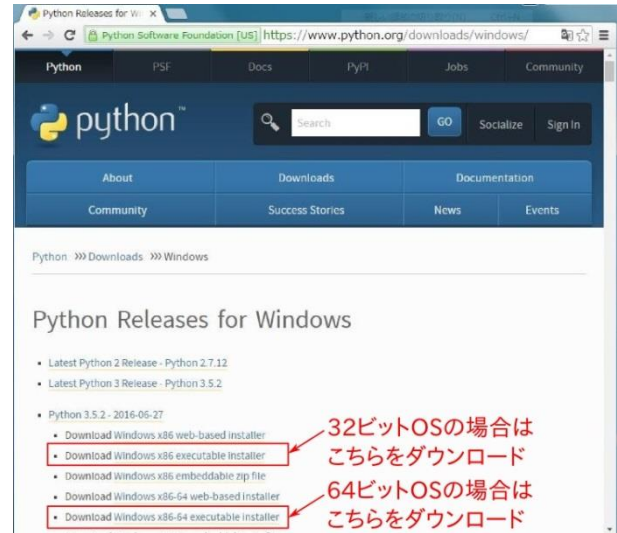 Python Releases for Wi
Python Software Foundation [US] https://www.python.org/downloads/windows/
Python PSF Docs PyPI Jobs Community
python™
Search GO Socialize Sign In
About Downloads Documentation
Community Success Stories News Events
Python >>> Downloads >>> Windows
Python Releases for Windows
Latest Python 2 Release - Python 2.7.12
Latest Python 3 Release - Python 3.5.2
Python 3.5.2 - 2016-06-27
Download Windows x86 web-based installer
Download Windows x86 executable installer
Download Windows x86 embeddable zip file
Download Windows x86-64 web-based installer
Download Windows x86-64 executable installer
32ビットOSの場合は
こちらをダウンロード
64ビットOSの場合は
こちらをダウンロード